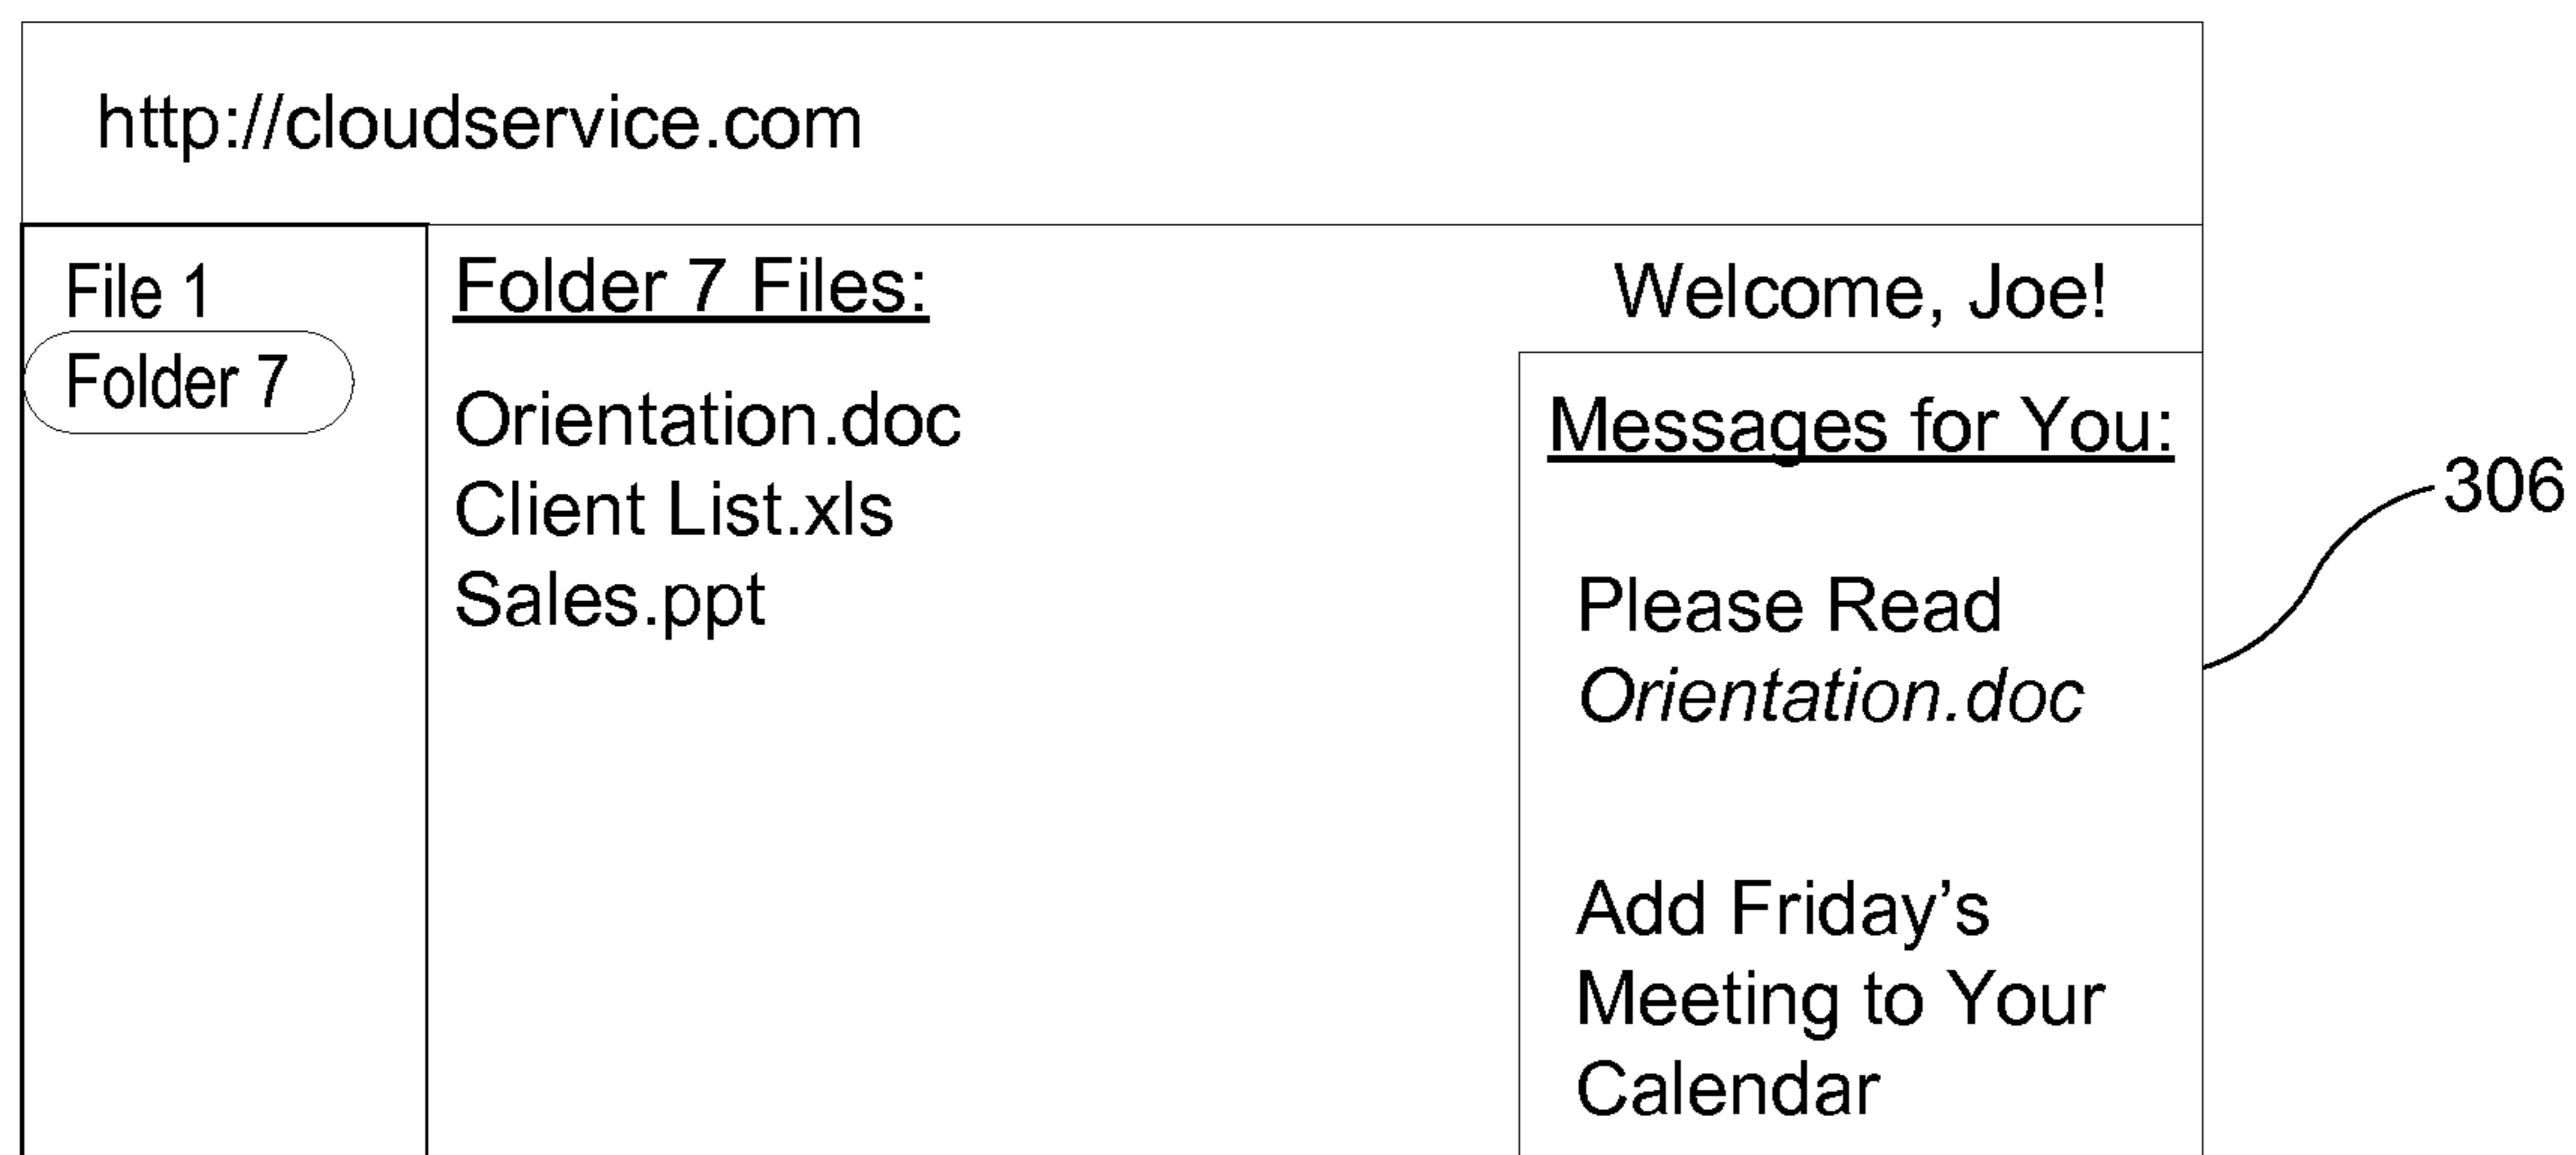 http://cloudservice.com
File 1
Folder 7
Folder 7 Files:
Orientation.doc
Client List.xls
Sales.ppt
Welcome, Joe!
Messages for You:
Please Read
Orientation.doc
Add Friday’s
Meeting to Your
Calendar
306